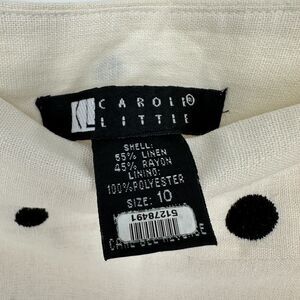 CAROLE®
LITTLE
SHELL:
55% LINEN
45% RAYON
LINING:
100% POLYESTER
SIZE: 10
51278491
CARE SEE REVERSE